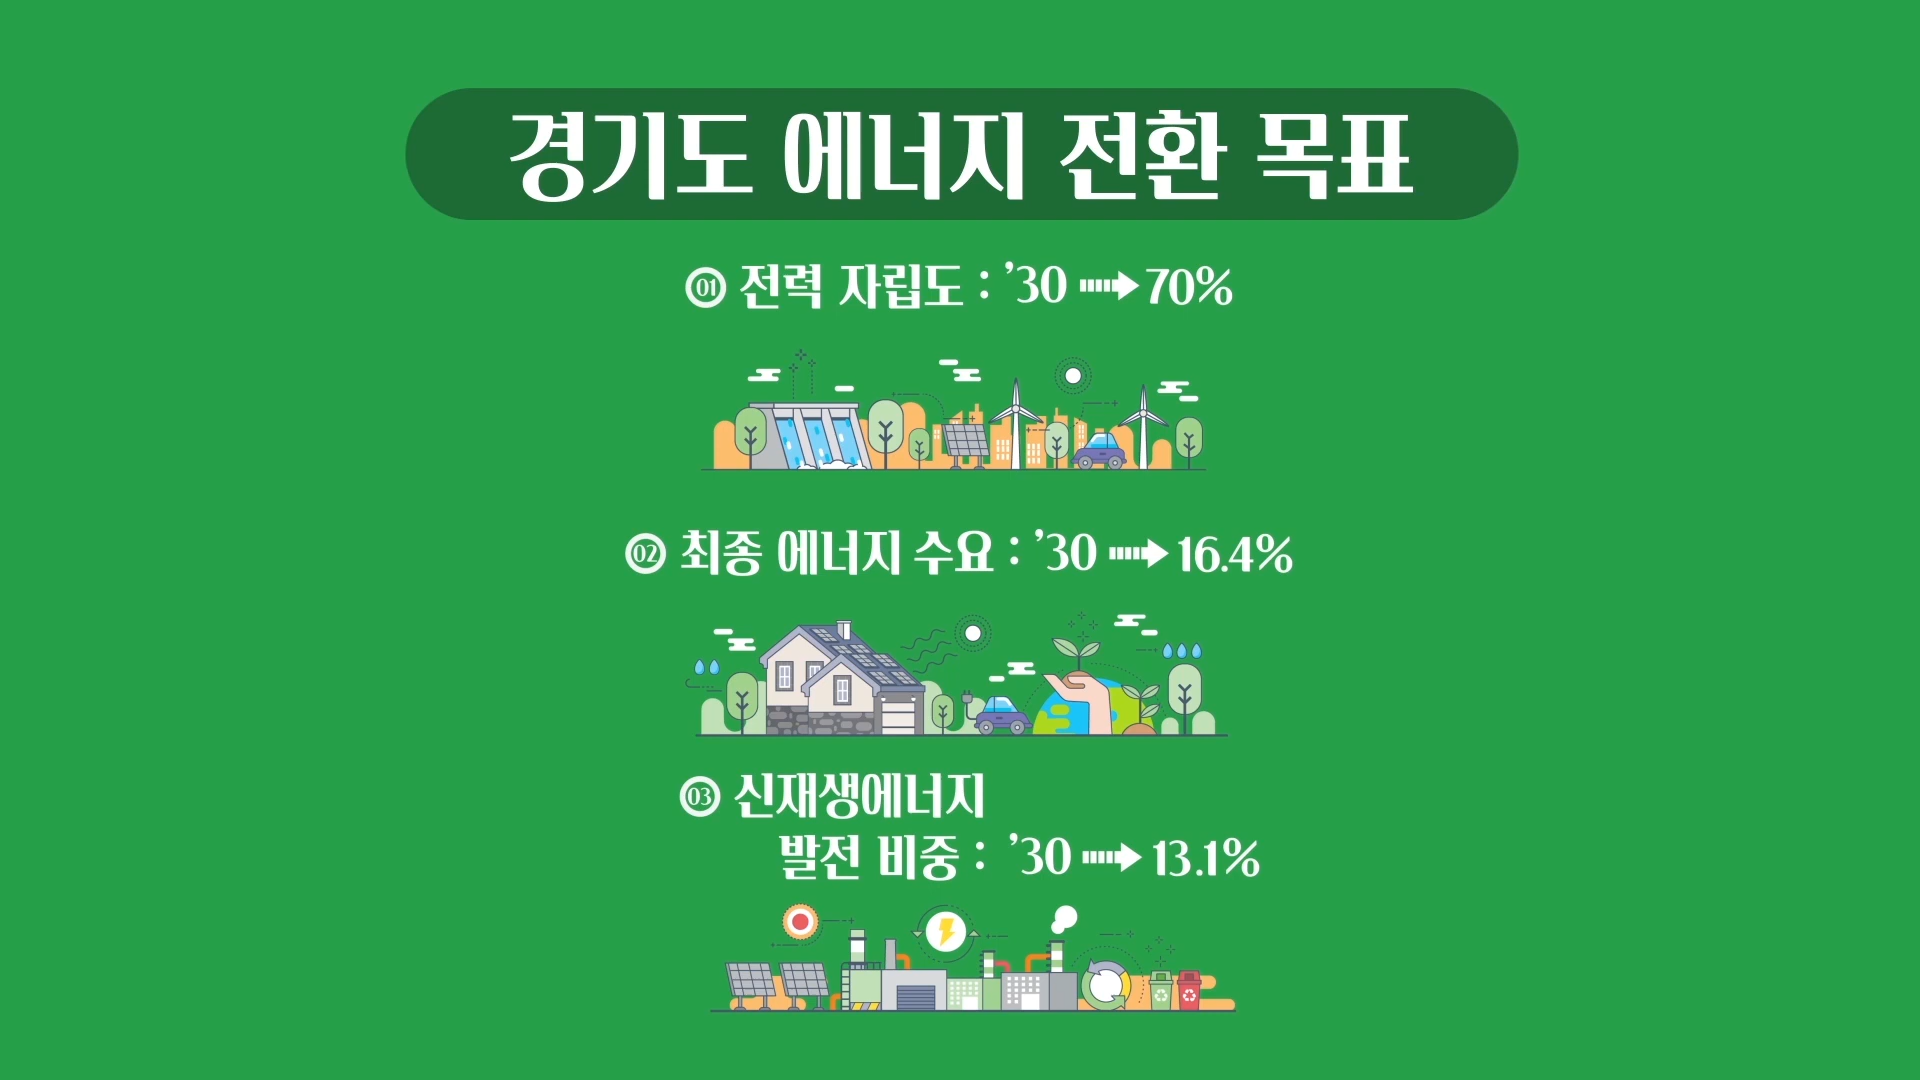 경기도 에너지 전환 목표
01 전력 자립도 : ’30 ➡ 70%
02 최종 에너지 수요 : ’30 ➡ 16.4%
03 신재생에너지
발전 비중 : ’30 ➡ 13.1%